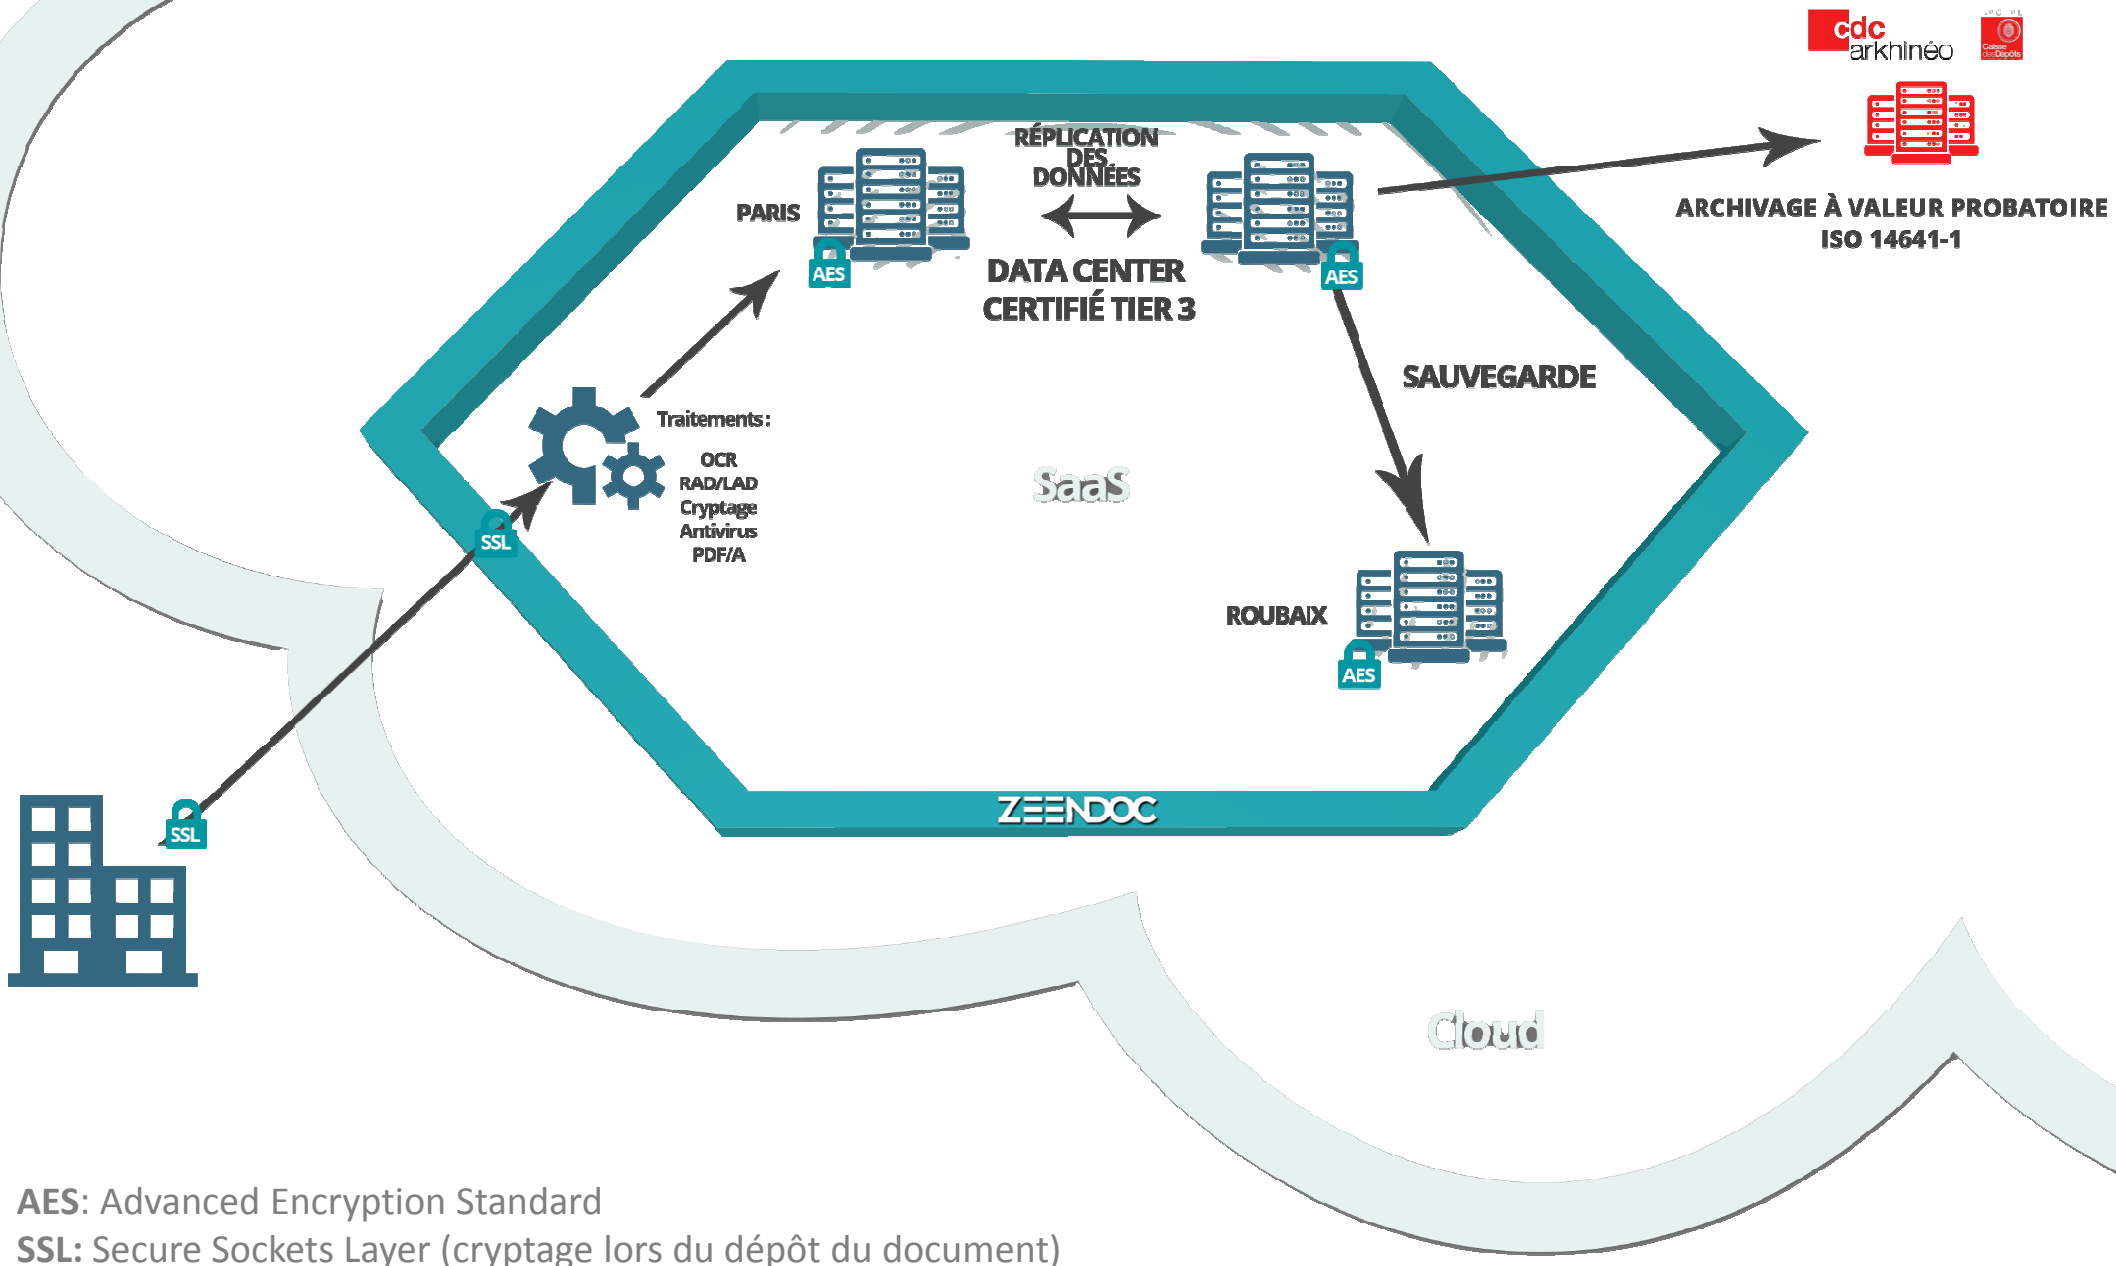 cdc
arkhinéo
Caisse
desDépôts
RÉPLICATION
DES
DONNÉES
PARIS
AES
AES
DATA CENTER
CERTIFIÉ TIER 3
ARCHIVAGE À VALEUR PROBATOIRE
ISO 14641-1
SAUVEGARDE
Traitements :
OCR
RAD/LAD
Cryptage
Antivirus
PDF/A
SaaS
SSL
ROUBAIX
AES
ZEENDOC
SSL
Cloud
AES: Advanced Encryption Standard
SSL: Secure Sockets Layer (cryptage lors du dépôt du document)